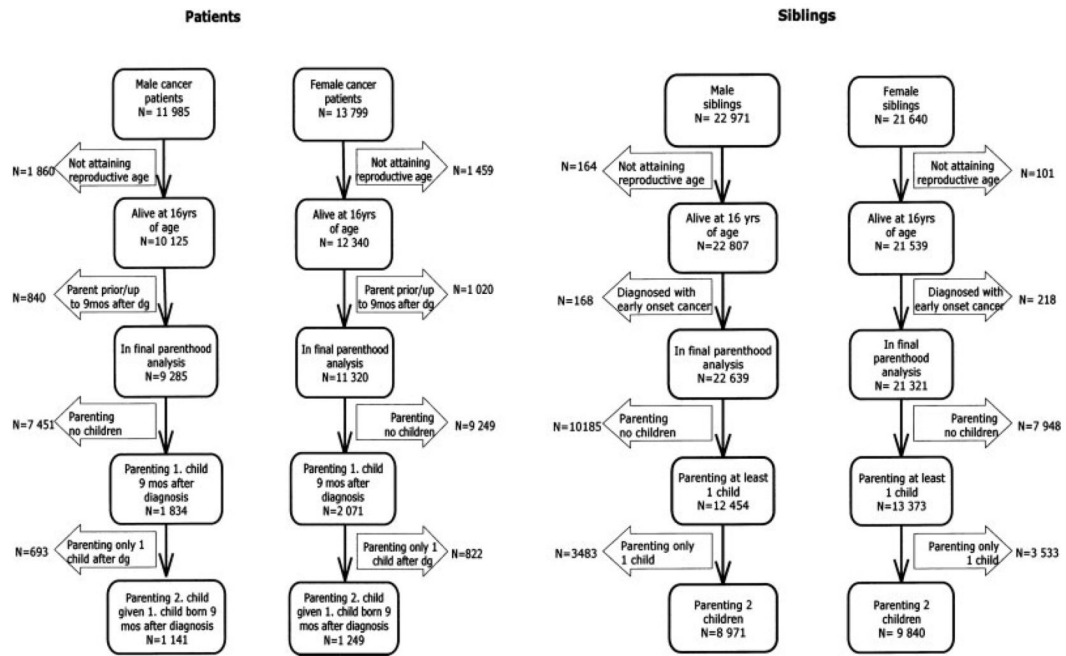 Patients
Male cancer
patients
N= 11 985
Not attaining
reproductive age
N=1 860
Alive at 16yrs
of age
N=10 125
Parent prior/up
to 9mos after dg
N=840
In final parenthood
analysis
N=9 285
Parenting
no children
N=7 451
Parenting 1. child
9 mos after
diagnosis
N=1 834
Parenting only 1
child after dg
N=693
Parenting 2. child
given 1. child born 9
mos after diagnosis
N=1 141
Female cancer
patients
N= 13 799
Not attaining
reproductive age
N=1 459
Alive at 16yrs
of age
N= 12 340
Parent prior/up
to 9mos after dg
N=1 020
In final parenthood
analysis
N=11 320
Parenting
no children
N=9 249
Parenting 1. child
9 mos after
diagnosis
N=2 071
Parenting only 1
child after dg
N=822
Parenting 2. child
given 1. child born 9
mos after diagnosis
N=1 249
Siblings
Male
siblings
N= 22 971
Not attaining
reproductive age
N=164
Alive at 16 yrs
of age
N=22 807
Diagnosed with
early onset cancer
N=168
In final parenthood
analysis
N= 22 639
Parenting
no children
N=10185
Parenting at least
1 child
N=12 454
Parenting only
1 child
N=3483
Parenting 2
children
N=8 971
Female
siblings
N= 21 640
Not attaining
reproductive age
N=101
Alive at 16yrs
of age
N= 21 539
Diagnosed with
early onset cancer
N= 218
In final
parenthood
analysis
N= 21 321
Parenting
no children
N=7 948
Parenting at least
1 child
N= 13 373
Parenting only
1 child
N=3 533
Parenting 2
children
N= 9 840